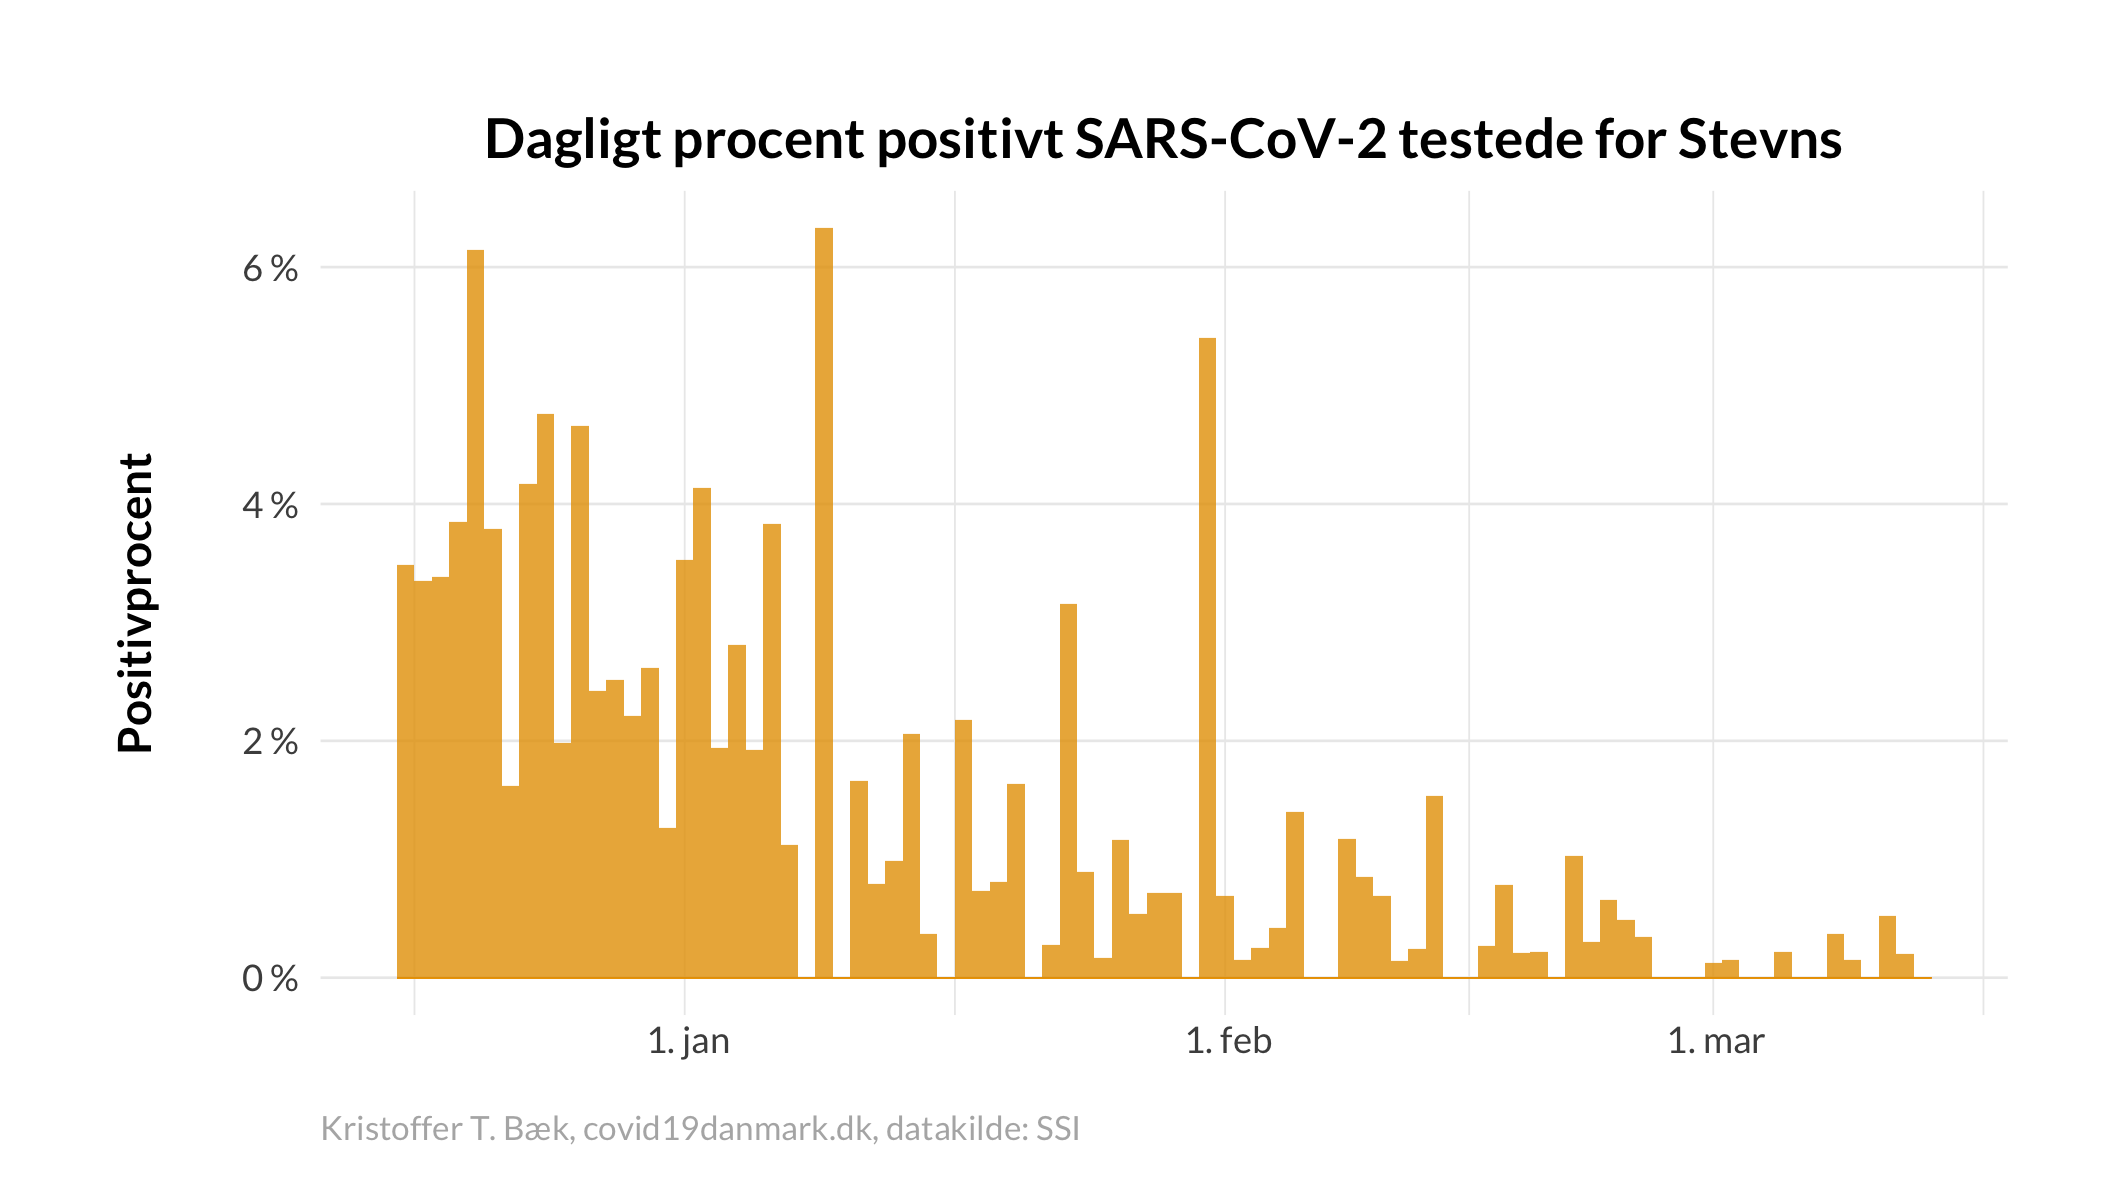 Dagligt procent positivt SARS-CoV-2 testede for Stevns
Positivprocent
6 %
4 %
2 %
0 %
1. jan
1. feb
1. mar
Kristoffer T. Bæk, covid19danmark.dk, datakilde: SSI